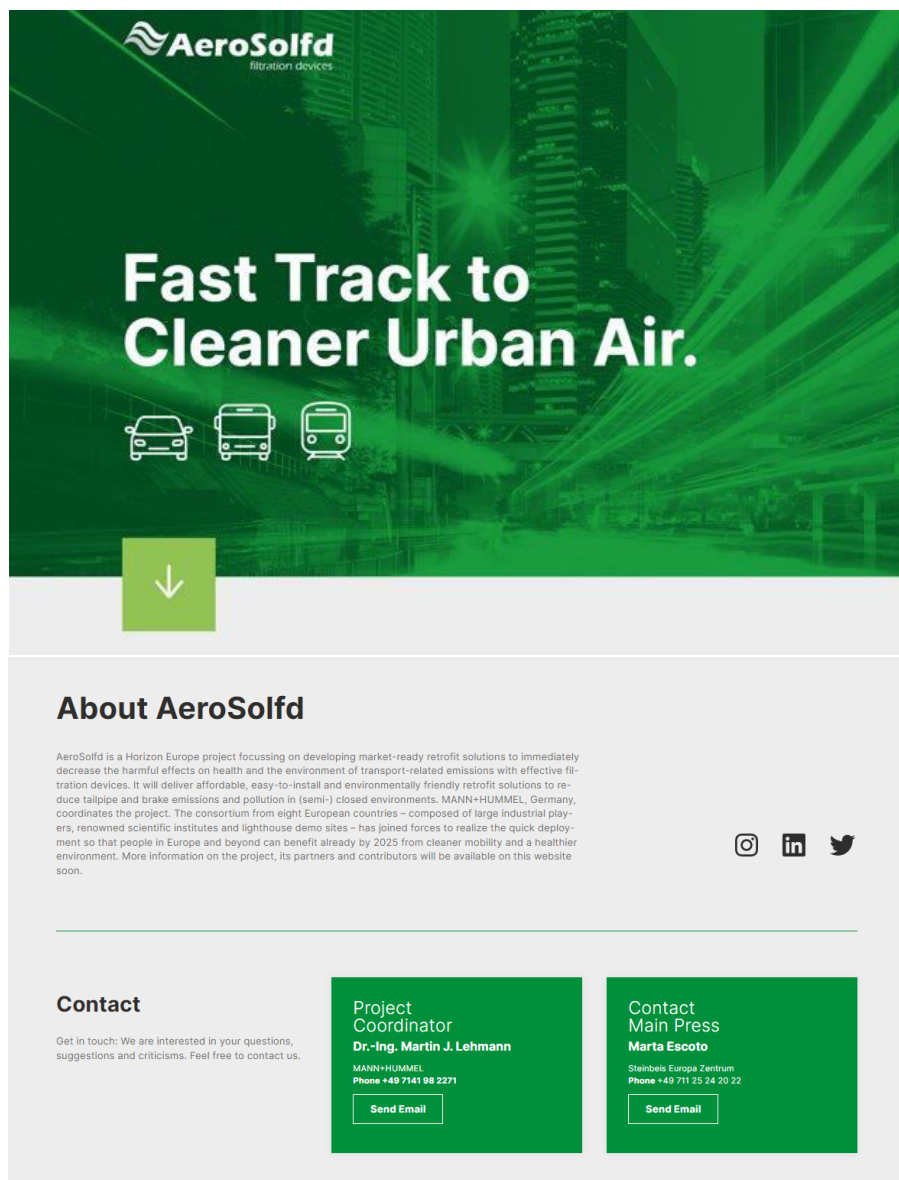 AeroSolfd
filtration devices
Fast Track to
Cleaner Urban Air.
About AeroSolfd
AeroSolfd is a Horizon Europe project focussing on developing market-ready retrofit solutions to immediately
decrease the harmful effects on health and the environment of transport-related emissions with effective fil-
tration devices. It will deliver affordable, easy-to-install and environmentally friendly retrofit solutions to re-
duce tailpipe and brake emissions and pollution in (semi-) closed environments. MANN+HUMMEL, Germany,
coordinates the project. The consortium from eight European countries – composed of large industrial play-
ers, renowned scientific institutes and lighthouse demo sites – has joined forces to realize the quick deploy-
ment so that people in Europe and beyond can benefit already by 2025 from cleaner mobility and a healthier
environment. More information on the project, its partners and contributors will be available on this website
soon.
in
Contact
Get in touch: We are interested in your questions,
suggestions and criticisms. Feel free to contact us.
Project
Coordinator
Dr.-Ing. Martin J. Lehmann
MANN+HUMMEL
Phone +49 7141 98 2271
Send Email
Contact
Main Press
Marta Escoto
Steinbeis Europa Zentrum
Phone +49 711 25 24 20 22
Send Email